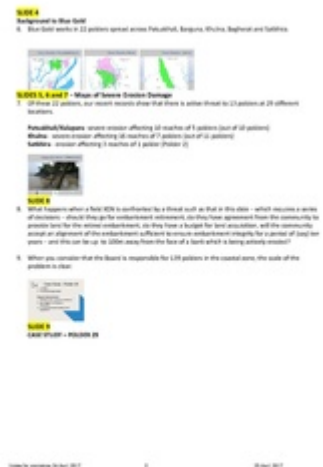 SLIDE 4
Background to Blue Gold
6. Blue Gold works in 22 polders spread across Patuakhali, Barguna, Khulna, Bagherat and Satkhira.
SLIDES 5, 6 and 7 – Maps of Severe Erosion Damage
7. Of these 22 polders, our recent records show that there is active threat to 13 polders at 29 different
locations.
Patuakhali/Kalapara: severe erosion affecting 10 reaches of 5 polders (out of 10 polders)
Khulna: severe erosion affecting 16 reaches of 7 polders (out of 11 polders)
Satkhira: erosion affecting 3 reaches of 1 polder (Polder 2)
SLIDE 8
8. What happens when a field XEN is confronted by a threat such as that in this slide – which requires a series
of decisions – should they go for embankment retirement, do they have agreement from the community to
provide land for the retired embankment, do they have a budget for land acquisition, will the community
accept an alignment of the embankment sufficient to ensure embankment integrity for a period of (say) ten
years – and this can be up to 100m away from the face of a bank which is being actively eroded?
9. When you consider that the Board is responsible for 139 polders in the coastal zone, the scale of the
problem is clear.
SLIDE 9
CASE STUDY – POLDER 29
2